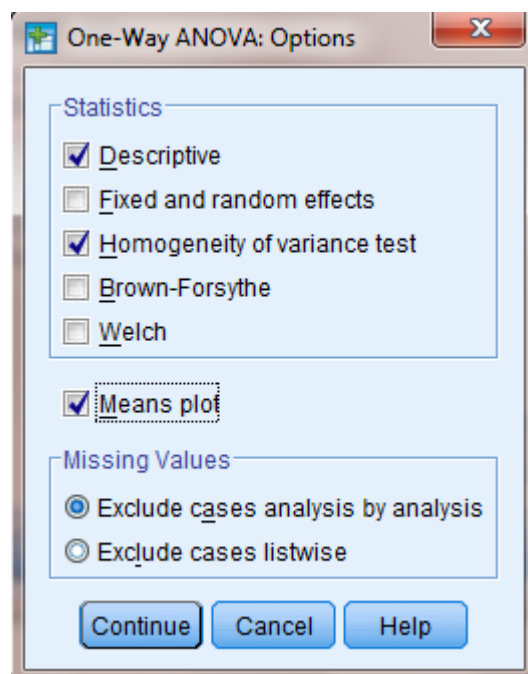 One-Way ANOVA: Options
Statistics
Descriptive
Fixed and random effects
Homogeneity of variance test
Brown-Forsythe
Welch
Means plot
Missing Values
Exclude cases analysis by analysis
Exclude cases listwise
Continue Cancel Help